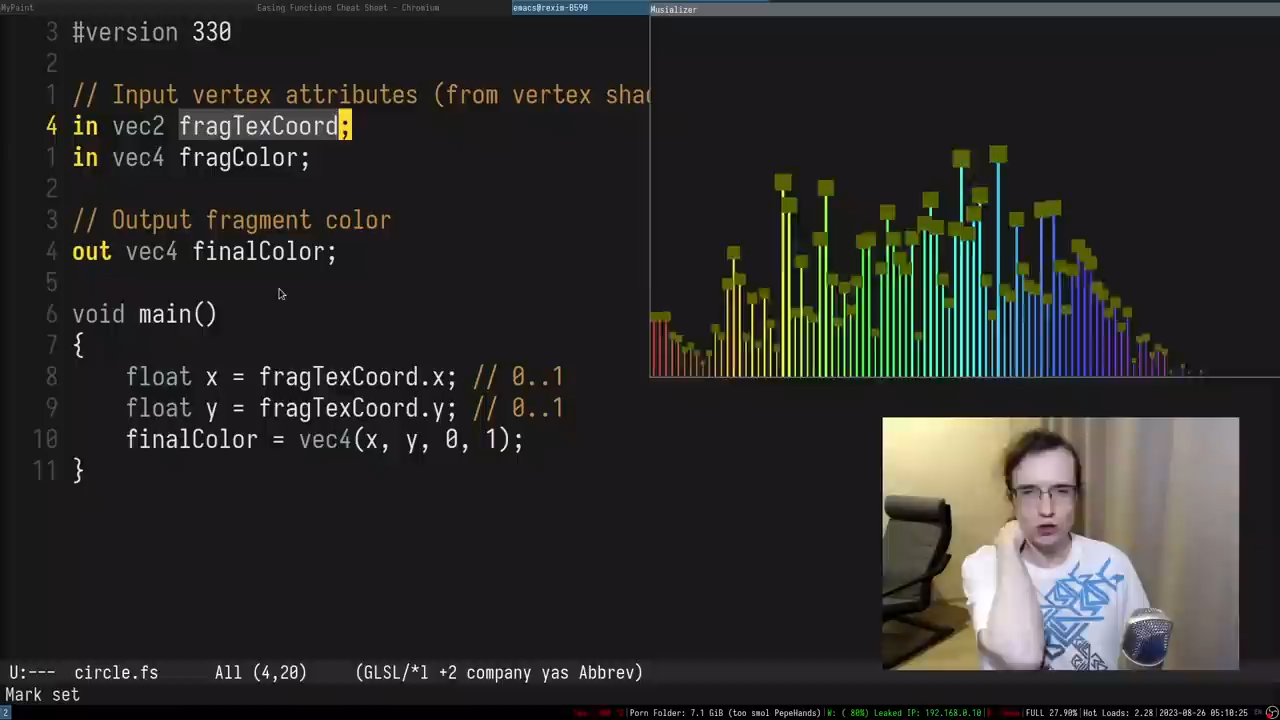 MyPaint
Easing Functions Cheat Sheet - Chromium
emacs@rexim-B590
Musializer
3 #version 330
2
1 // Input vertex attributes (from vertex shad
4 in vec2 fragTexCoord;
1 in vec4 fragColor;
2
3 // Output fragment color
4 out vec4 finalColor;
5
6 void main()
7 {
8 float x = fragTexCoord.x; // 0..1
9 float y = fragTexCoord.y; // 0..1
10 finalColor = vec4(x, y, 0, 1);
11 }
U:--- circle.fs All (4,20) (GLSL/*l +2 company yas Abbrev)
Mark set
2
|Porn Folder: 7.1 GiB (too smol PepeHands)|W: ( 80%) Leaked IP: 192.168.0.10|FULL 27.90%|Hot Loads: 2.28|2023-08-26 05:10:25